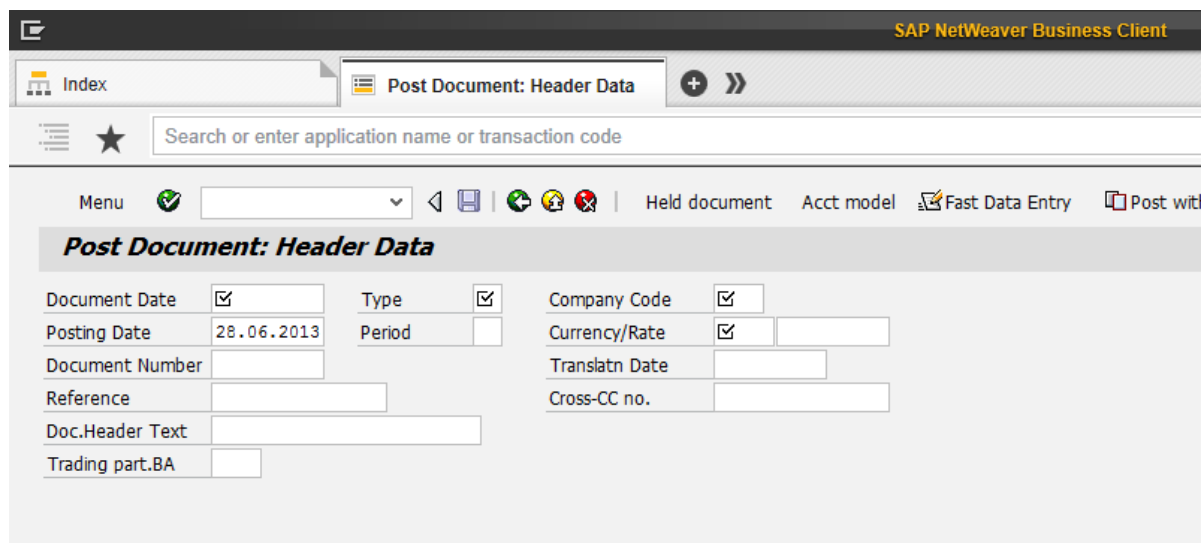 SAP NetWeaver Business Client
Index Post Document: Header Data
Search or enter application name or transaction code
Menu Held document Acct model Fast Data Entry Post with
Post Document: Header Data
Document Date Type Company Code
Posting Date 28.06.2013 Period Currency/Rate
Document Number Translatn Date
Reference Cross-CC no.
Doc.Header Text
Trading part.BA